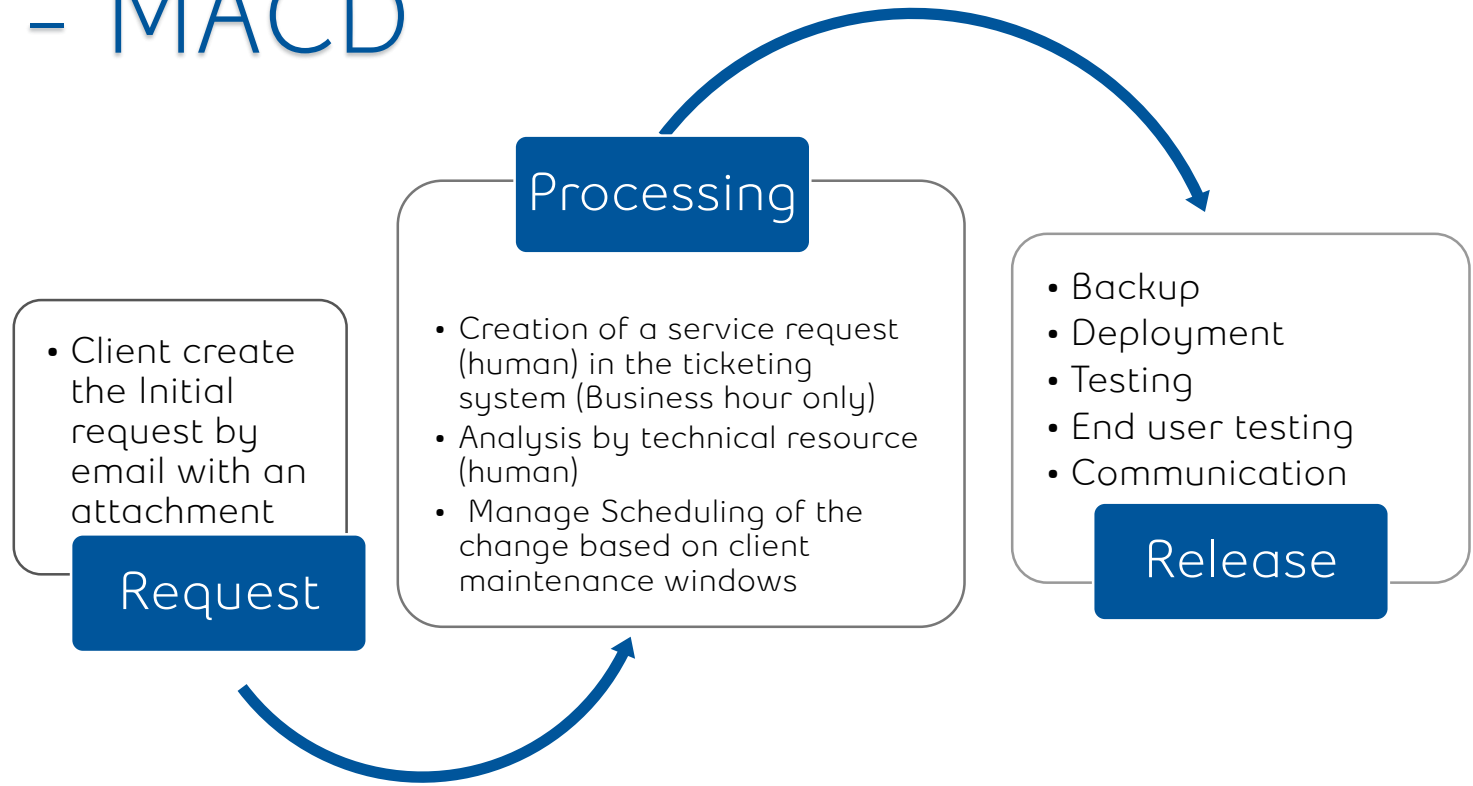 - MACD
• Client create
the Initial
request by
email with an
attachment
Request
Processing
• Creation of a service request
(human) in the ticketing
system (Business hour only)
• Analysis by technical resource
(human)
• Manage Scheduling of the
change based on client
maintenance windows
• Backup
• Deployment
• Testing
• End user testing
• Communication
Release